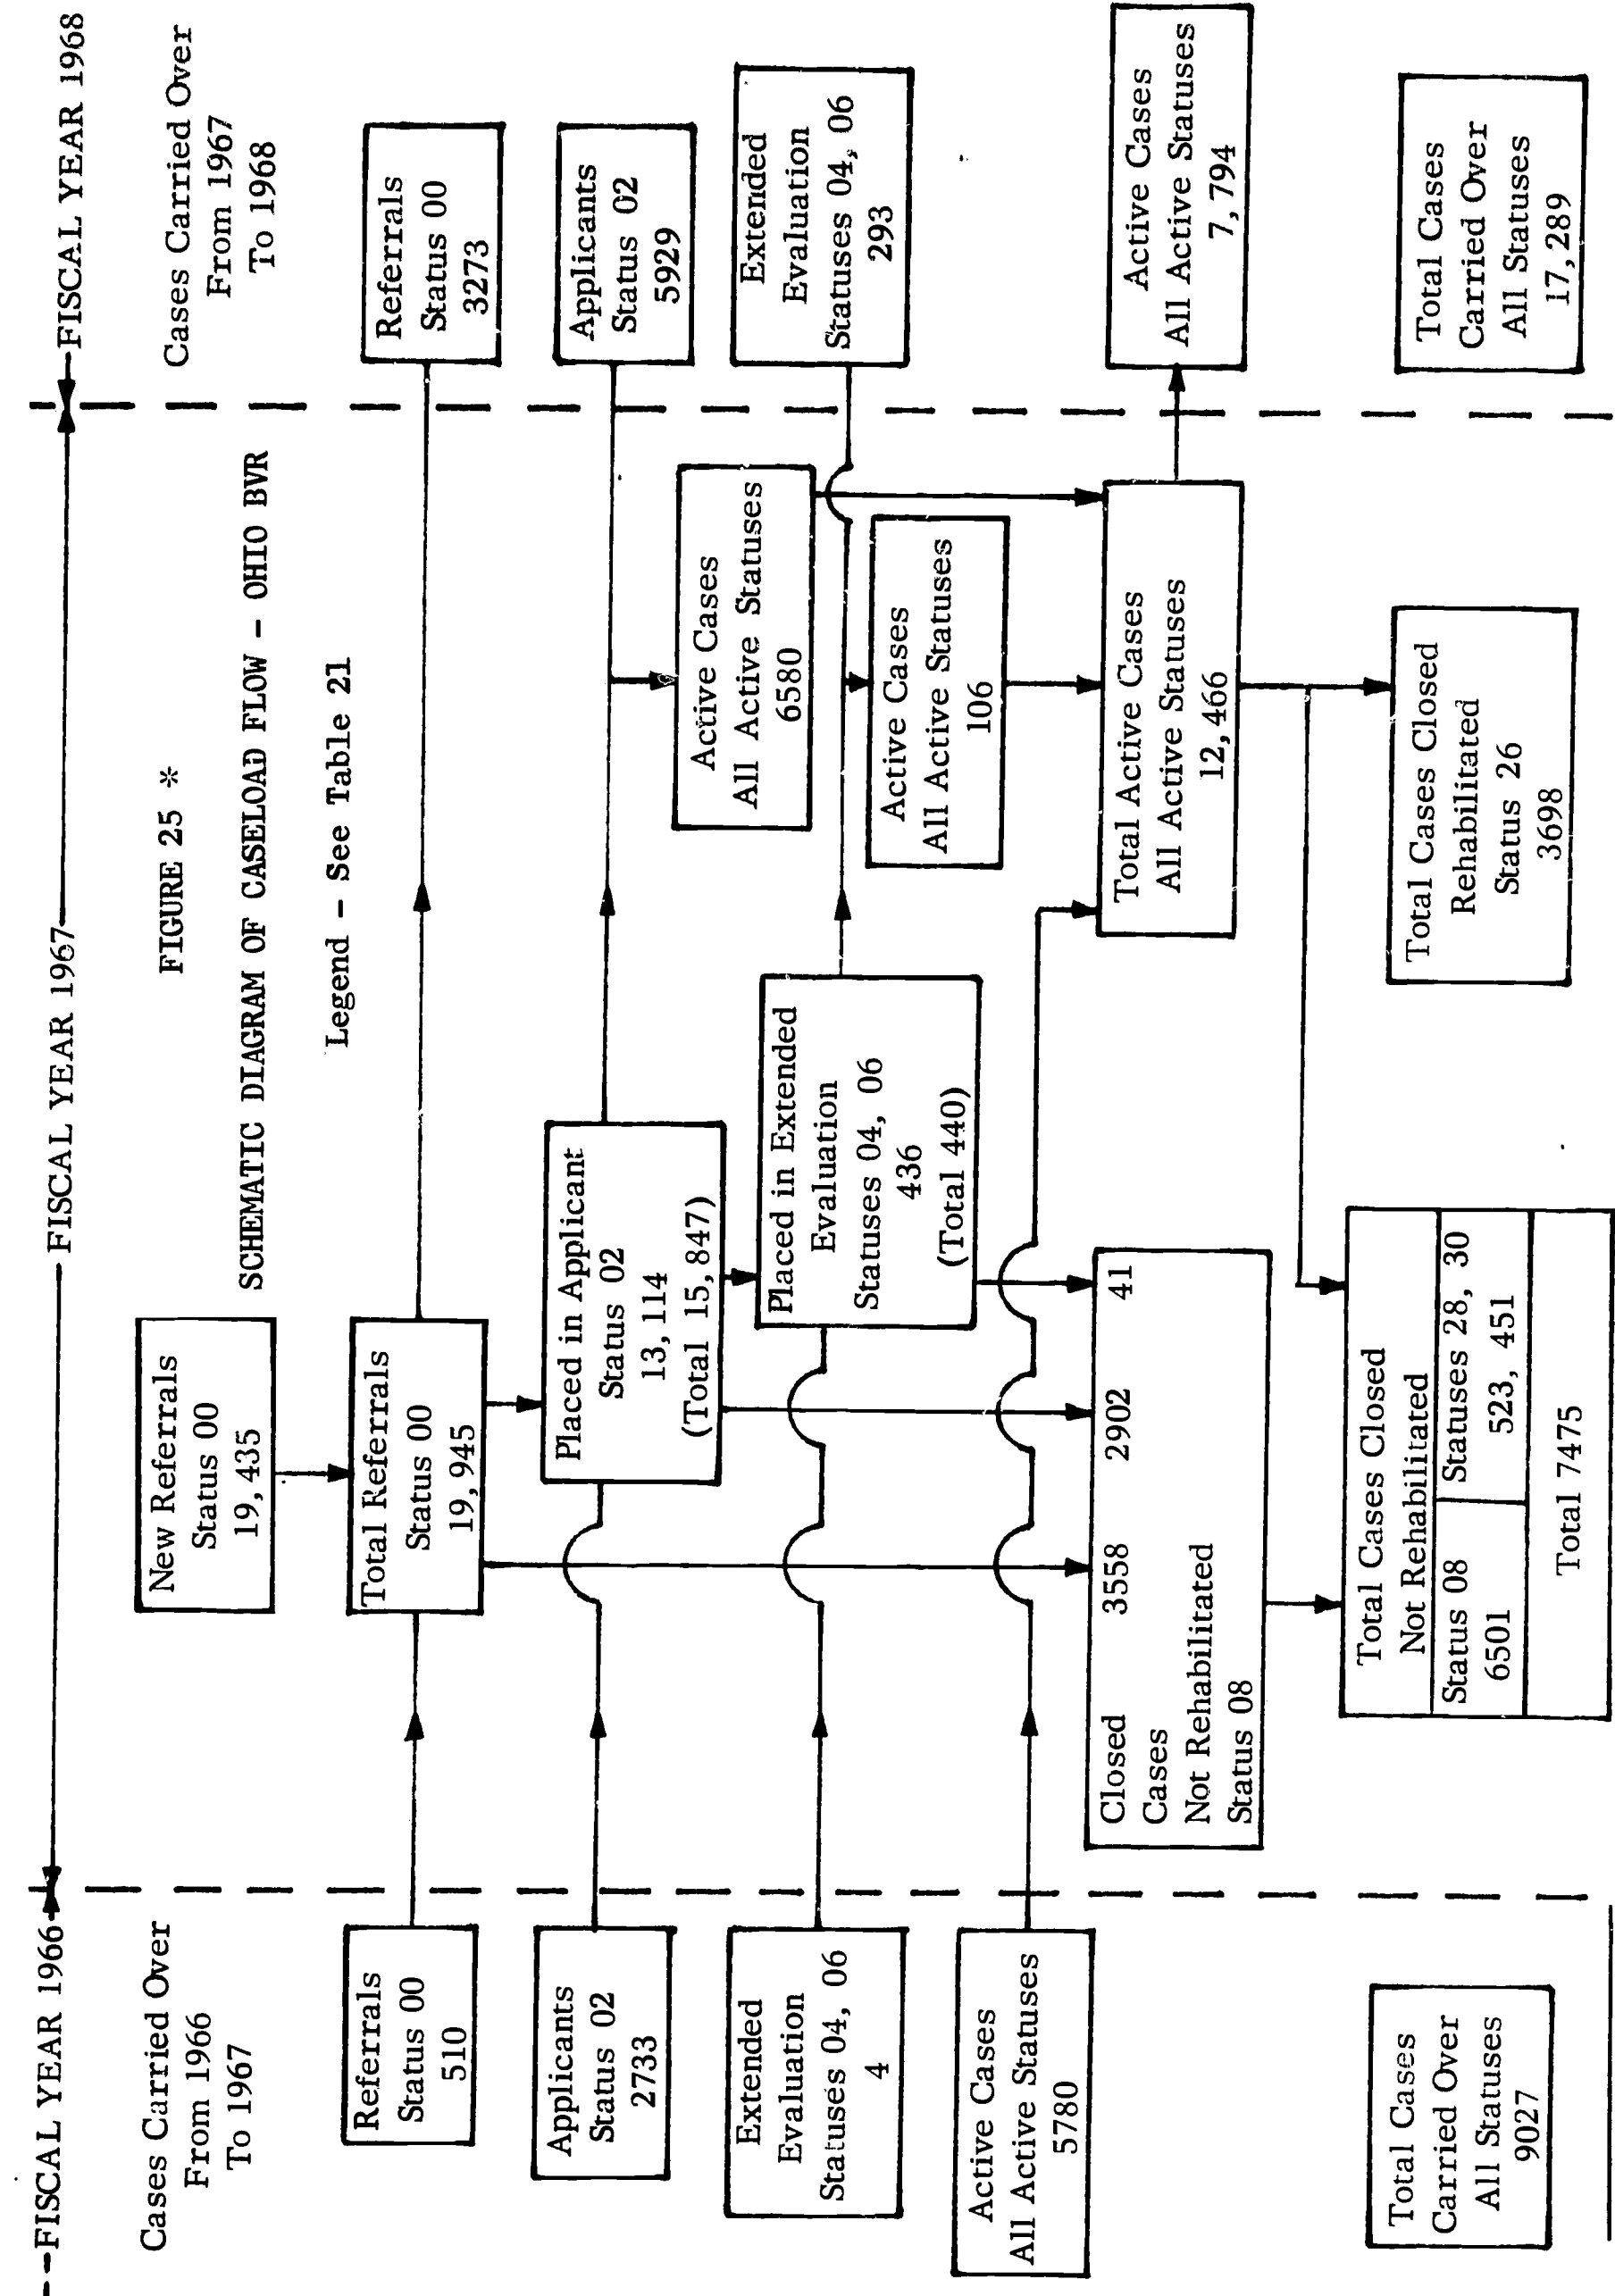 --FISCAL YEAR 1966
FISCAL YEAR 1967
FISCAL YEAR 1968
Cases Carried Over
From 1966
To 1967
FIGURE 25 *
SCHEMATIC DIAGRAM OF CASELOAD FLOW - OHIO BVR
Legend - See Table 21
Cases Carried Over
From 1967
To 1968
New Referrals
Status 00
19,435
Referrals
Status 00
510
Total Referrals
Status 00
19,945
Referrals
Status 00
3273
Applicants
Status 02
2733
Placed in Applicant
Status 02
13,114
(Total 15,847)
Applicants
Status 02
5929
Active Cases
All Active Statuses
6580
Extended
Evaluation
Statuses 04, 06
4
Placed in Extended
Evaluation
Statuses 04, 06
436
(Total 440)
Extended
Evaluation
Statuses 04, 06
293
Active Cases
All Active Statuses
106
Active Cases
All Active Statuses
5780
Closed
Cases
Not Rehabilitated
Status 08
3558
2902
41
Total Active Cases
All Active Statuses
12,466
Active Cases
All Active Statuses
7,794
Total Cases
Carried Over
All Statuses
9027
Total Cases Closed
Not Rehabilitated
Status 08
6501
Statuses 28, 30
523, 451
Total 7475
Total Cases Closed
Rehabilitated
Status 26
3698
Total Cases
Carried Over
All Statuses
17,289